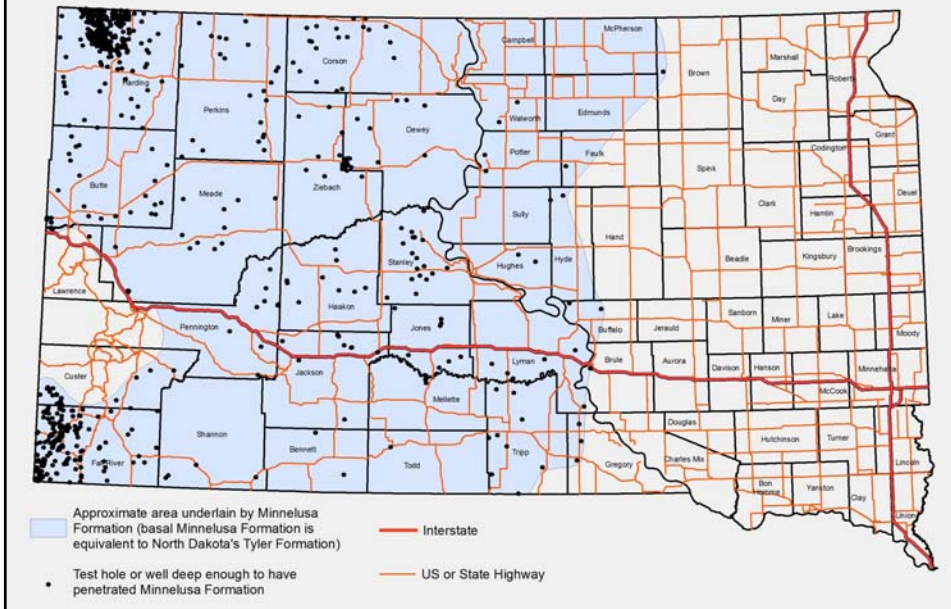 Campbell
McPherson
Marshall
Roberts
Harding
Corson
Brown
Day
Perkins
Walworth
Edmunds
Grant
Dewey
Codington
Potter
Faulk
Butte
Meade
Ziebach
Spink
Deuel
Clark
Hamlin
Sully
Hand
Stanley
Hughes
Hyde
Beadle
Kingsbury
Brookings
Lawrence
Haakon
Pennington
Jones
Buffalo
Jerauld
Sanborn
Miner
Lake
Moody
Custer
Jackson
Lyman
Brule
Aurora
Davison
Hanson
McCook
Minnehaha
Mellette
Shannon
Douglas
Hutchinson
Turner
Fall River
Bennett
Todd
Tripp
Gregory
Charles Mix
Lincoln
Bon
Homme
Yankton
Clay
Union
Approximate area underlain by Minnelusa
Formation (basal Minnelusa Formation is
equivalent to North Dakota's Tyler Formation)
Interstate
Test hole or well deep enough to have
penetrated Minnelusa Formation
US or State Highway